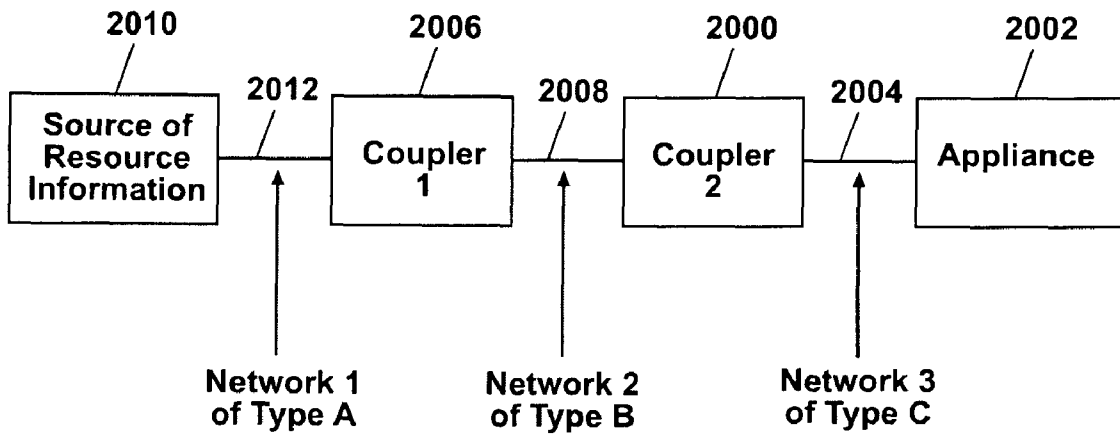 2010
2006
2000
2002
2012
2008
2004
Source of
Resource
Information
Coupler
1
Coupler
2
Appliance
Network 1
of Type A
Network 2
of Type B
Network 3
of Type C